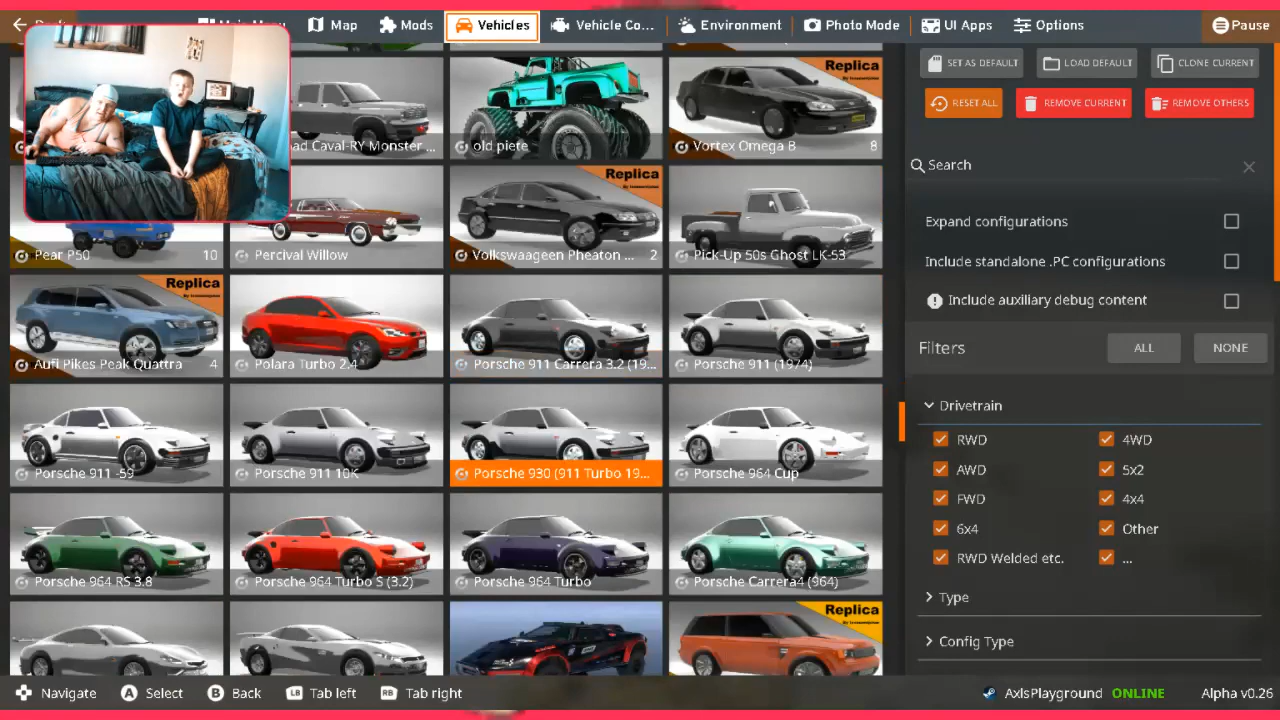 Map
Mods
Vehicles
Vehicle Co...
Environment
Photo Mode
UI Apps
Options
Pause
SET AS DEFAULT
LOAD DEFAULT
CLONE CURRENT
RESET ALL
REMOVE CURRENT
REMOVE OTHERS
Search
Expand configurations
Include standalone .PC configurations
Include auxiliary debug content
Filters
ALL
NONE
Drivetrain
RWD
4WD
AWD
5x2
FWD
4x4
6x4
Other
RWD Welded etc.
...
Type
Config Type
Caval-RY Monster ...
old piete
Replica
Vortex Omega B
8
Pear P50
10
Percival Willow
Replica
Volkswaageen Pheaton ...
2
Pick-Up 50s Ghost LK-53
Replica
Aufi Pikes Peak Quattra
4
Polara Turbo 2.4
Porsche 911 Carrera 3.2 (19...
Porsche 911 (1974)
Porsche 911 -59
Porsche 911 10K
Porsche 930 (911 Turbo 19...
Porsche 964 Cup
Porsche 964 RS 3.8
Porsche 964 Turbo S (3.2)
Porsche 964 Turbo
Porsche Carrera4 (964)
Replica
Navigate
A Select
B Back
LB Tab left
RB Tab right
AxlsPlayground ONLINE
Alpha v0.26